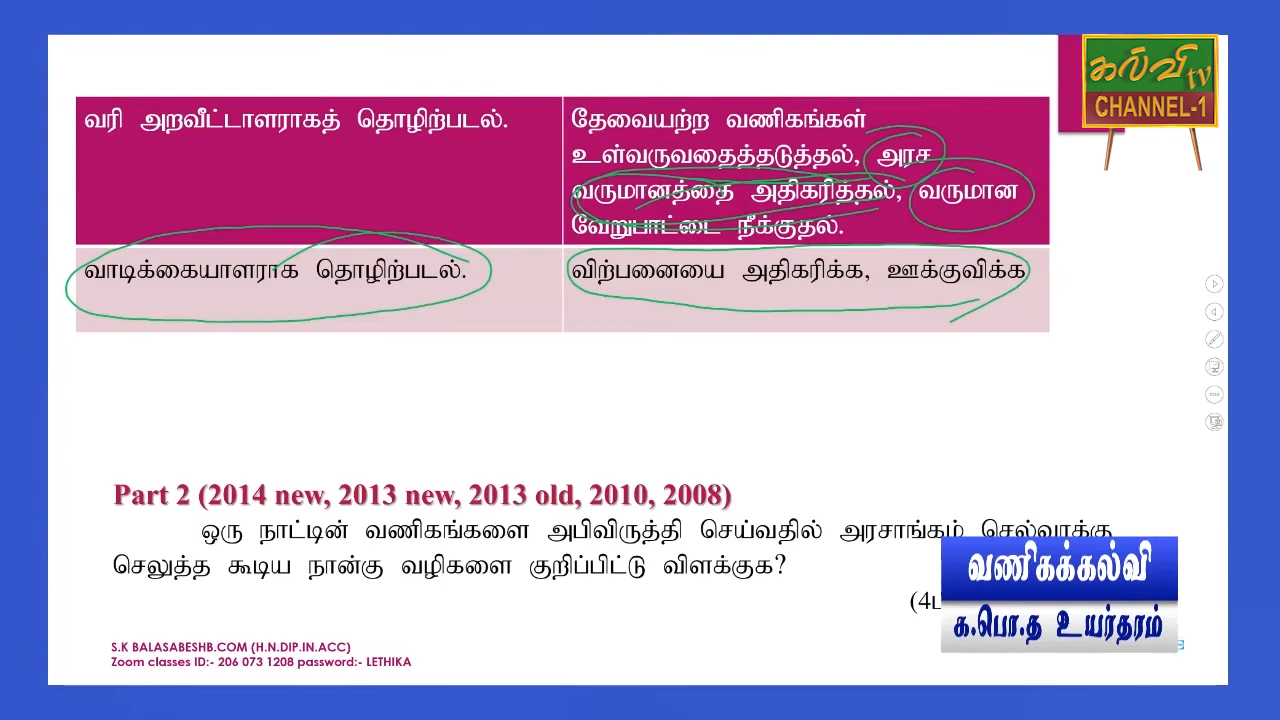 கல்வி tv
CHANNEL-1
வரி அறவீட்டாளராகத் தொழிற்படல்.
தேவையற்ற வணிகங்கள்
உள்வருவதைத்தடுத்தல், அரச
வருமானத்தை அதிகரித்தல், வருமான
வேறுபாட்டை நீக்குதல்.
வாடிக்கையாளராக தொழிற்படல்.
விற்பனையை அதிகரிக்க, ஊக்குவிக்க
Part 2 (2014 new, 2013 new, 2013 old, 2010, 2008)
ஒரு நாட்டின் வணிகங்களை அபிவிருத்தி செய்வதில் அரசாங்கம் செல்வாக்கு
செலுத்த கூடிய நான்கு வழிகளை குறிப்பிட்டு விளக்குக?
வணிகக்கல்வி
க.பொ.த உயர்தரம்
S.K BALASABESHB.COM (H.N.DIP.IN.ACC)
Zoom classes ID:- 206 073 1208 password:- LETHIKA